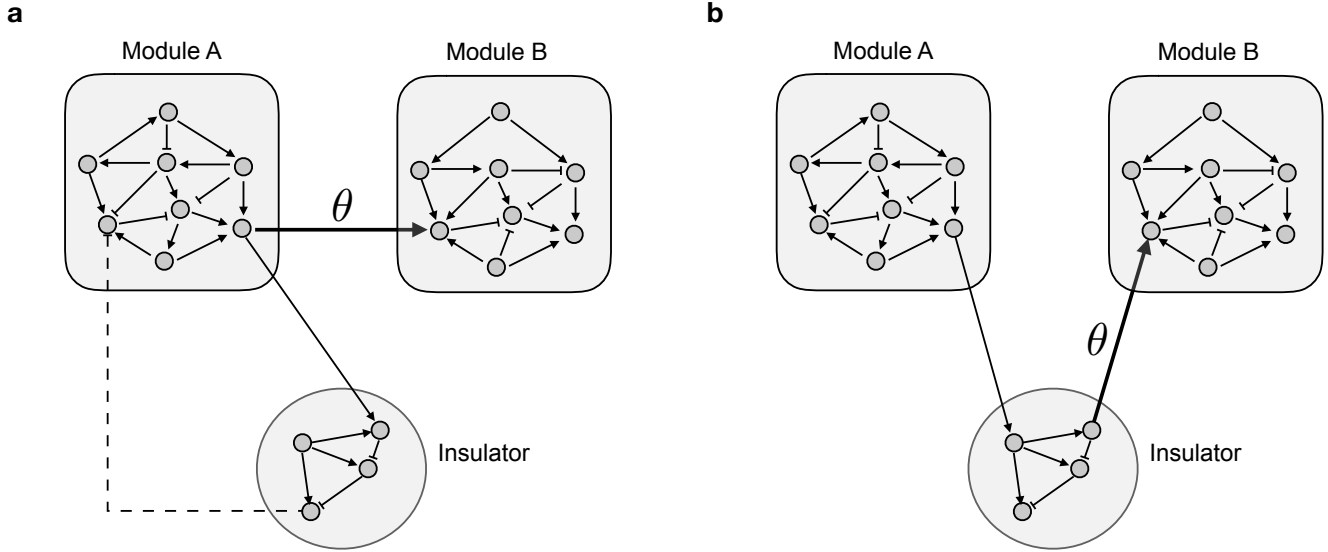 a
Module A
Module B
θ
Insulator
b
Module A
Module B
θ
Insulator